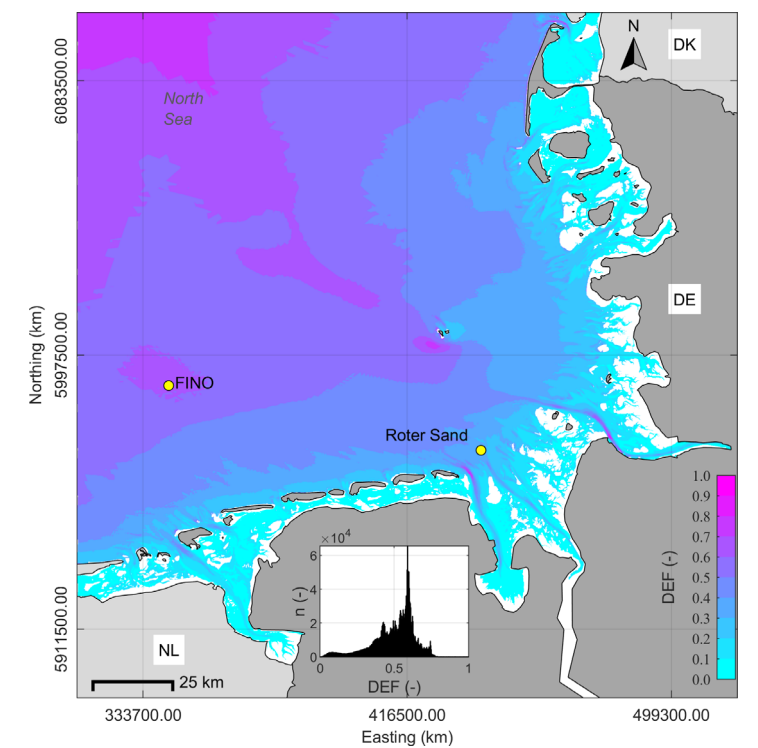 N
DK
6083500.00
North
Sea
DE
Northing (km)
5997500.00
FINO
Roter Sand
1.0
0.9
0.8
0.7
0.6
0.5
0.4
0.3
0.2
0.1
0.0
DEF (-)
×10⁴
6
4
2
0
n (-)
0
0.5
1
DEF (-)
5911500.00
NL
25 km
333700.00
416500.00
499300.00
Easting (km)